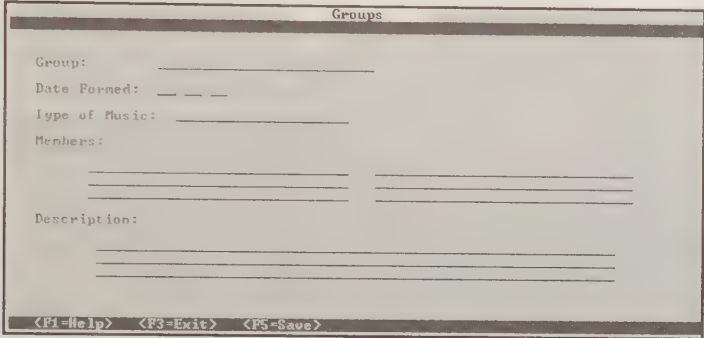 Groups
Group:
Date Formed:
Type of Music:
Members:
Description:
<F1=Help> <F3=Exit> <F5=Save>